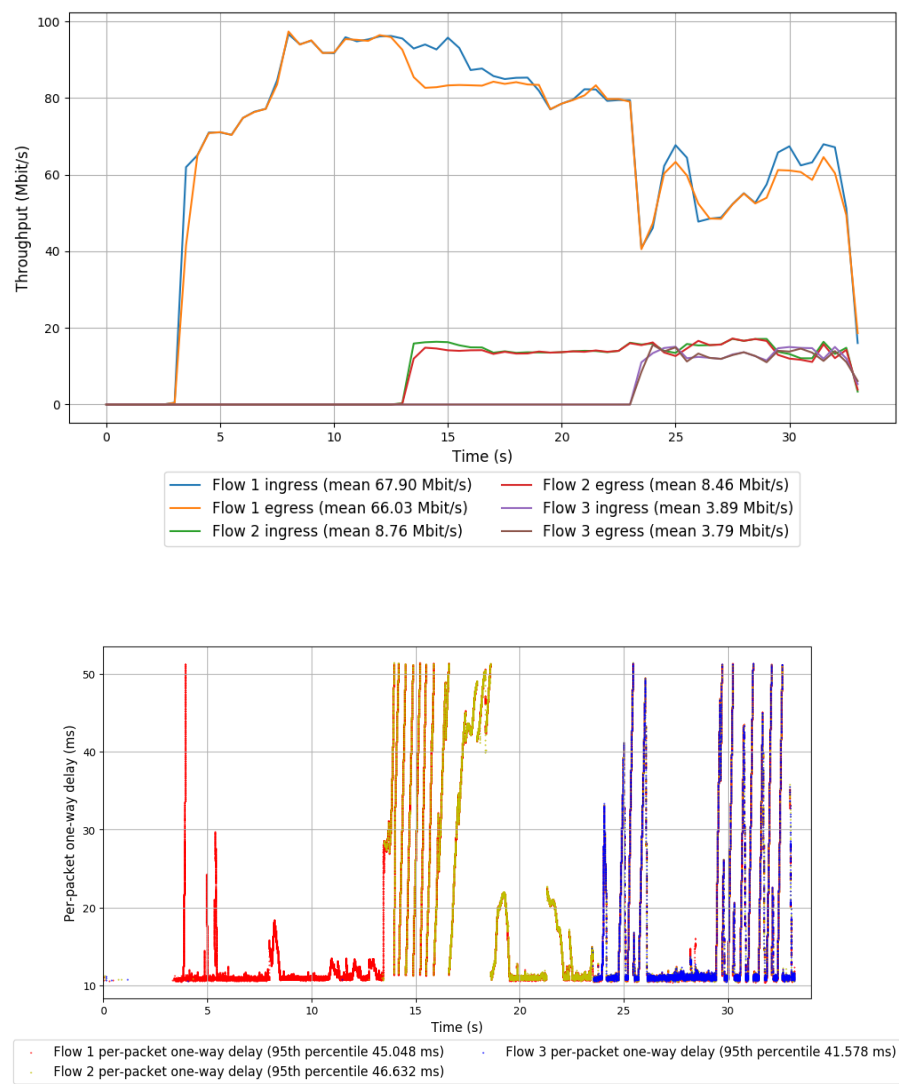 100
80
60
40
20
0
Throughput (Mbit/s)
0 5 10 15 20 25 30
Time (s)
Flow 1 ingress (mean 67.90 Mbit/s)
Flow 1 egress (mean 66.03 Mbit/s)
Flow 2 ingress (mean 8.76 Mbit/s)
Flow 2 egress (mean 8.46 Mbit/s)
Flow 3 ingress (mean 3.89 Mbit/s)
Flow 3 egress (mean 3.79 Mbit/s)
50
40
30
20
10
Per-packet one-way delay (ms)
0 5 10 15 20 25 30
Time (s)
Flow 1 per-packet one-way delay (95th percentile 45.048 ms)
Flow 2 per-packet one-way delay (95th percentile 46.632 ms)
Flow 3 per-packet one-way delay (95th percentile 41.578 ms)